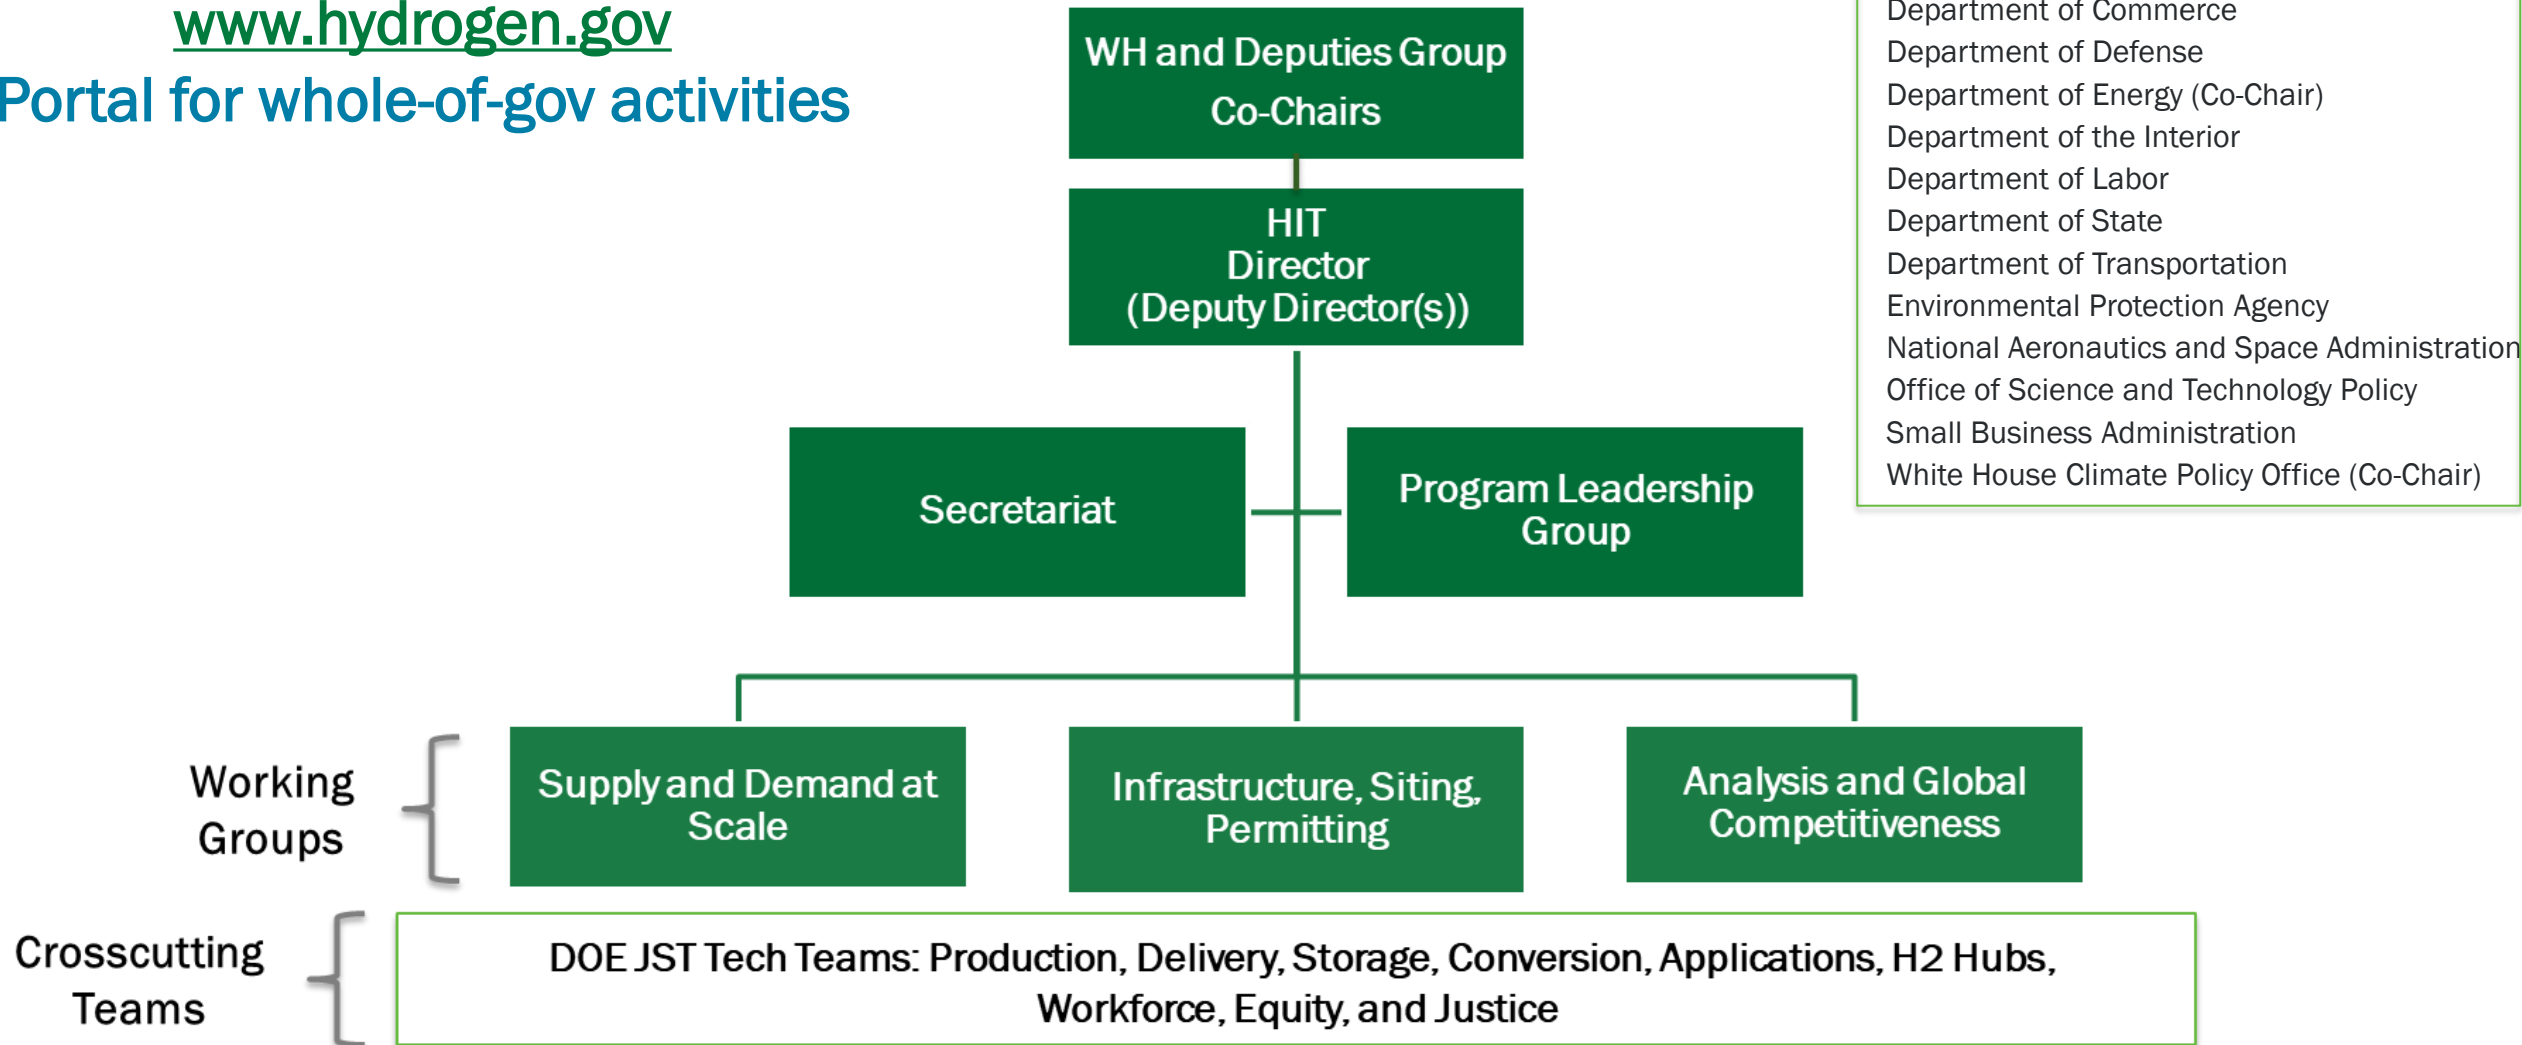 www.hydrogen.gov
Portal for whole-of-gov activities
WH and Deputies Group
Co-Chairs
HIT
Director
(Deputy Director(s))
Secretariat
Program Leadership
Group
Department of Commerce
Department of Defense
Department of Energy (Co-Chair)
Department of the Interior
Department of Labor
Department of State
Department of Transportation
Environmental Protection Agency
National Aeronautics and Space Administration
Office of Science and Technology Policy
Small Business Administration
White House Climate Policy Office (Co-Chair)
Working
Groups
Supply and Demand at
Scale
Infrastructure, Siting,
Permitting
Analysis and Global
Competitiveness
Crosscutting
Teams
DOE JST Tech Teams: Production, Delivery, Storage, Conversion, Applications, H2 Hubs,
Workforce, Equity, and Justice